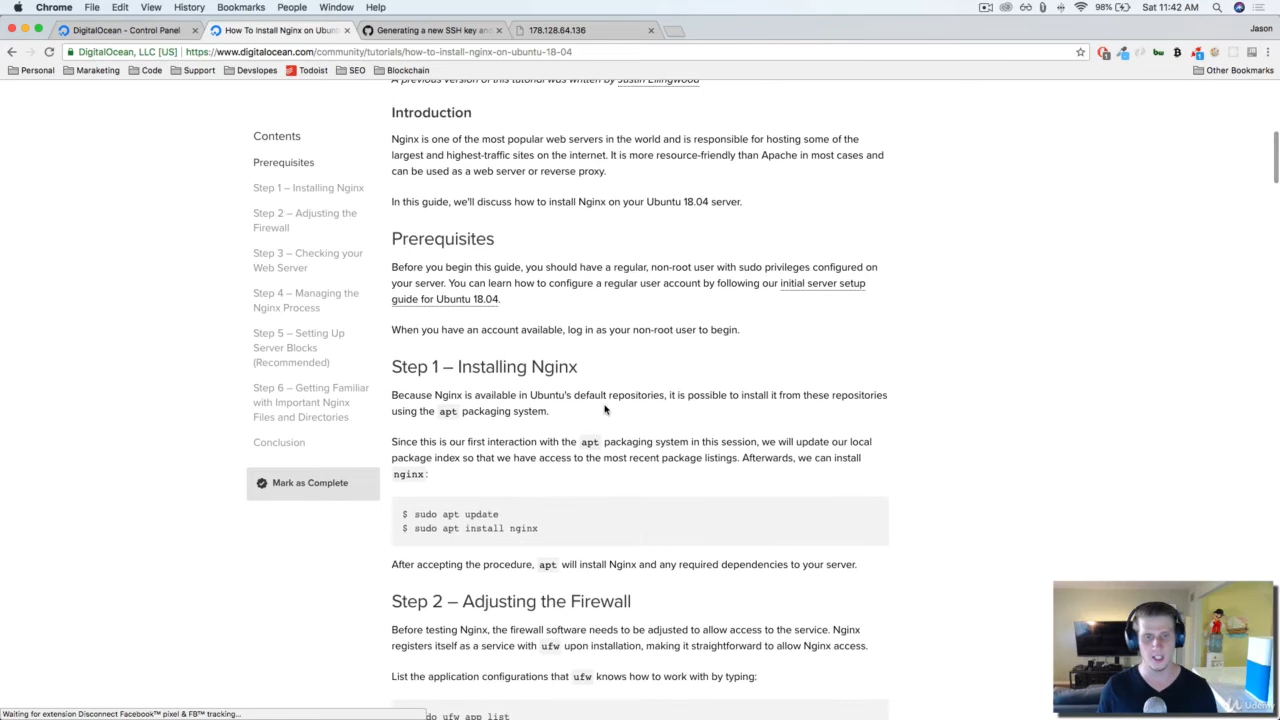 Chrome File Edit View History Bookmarks People Window Help 98% Sat 11:42 AM
DigitalOcean - Control Panel How To Install Nginx on Ubun Generating a new SSH key and 178.128.64.136 Jason
DigitalOcean, LLC [US] https://www.digitalocean.com/community/tutorials/how-to-install-nginx-on-ubuntu-18-04
Personal Maraketing Code Support Developles Todoist SEO Blockchain Other Bookmarks
A previous version of this tutorial was written by Justin Ellingwood
Introduction
Contents
Nginx is one of the most popular web servers in the world and is responsible for hosting some of the
largest and highest-traffic sites on the internet. It is more resource-friendly than Apache in most cases and
can be used as a web server or reverse proxy.
In this guide, we'll discuss how to install Nginx on your Ubuntu 18.04 server.
Prerequisites
Step 1 – Installing Nginx
Step 2 – Adjusting the
Firewall
Step 3 – Checking your
Web Server
Step 4 – Managing the
Nginx Process
Step 5 – Setting Up
Server Blocks
(Recommended)
Step 6 – Getting Familiar
with Important Nginx
Files and Directories
Conclusion
Mark as Complete
Prerequisites
Before you begin this guide, you should have a regular, non-root user with sudo privileges configured on
your server. You can learn how to configure a regular user account by following our initial server setup
guide for Ubuntu 18.04.
When you have an account available, log in as your non-root user to begin.
Step 1 – Installing Nginx
Because Nginx is available in Ubuntu's default repositories, it is possible to install it from these repositories
using the apt packaging system.
Since this is our first interaction with the apt packaging system in this session, we will update our local
package index so that we have access to the most recent package listings. Afterwards, we can install
nginx:
$ sudo apt update
$ sudo apt install nginx
After accepting the procedure, apt will install Nginx and any required dependencies to your server.
Step 2 – Adjusting the Firewall
Before testing Nginx, the firewall software needs to be adjusted to allow access to the service. Nginx
registers itself as a service with ufw upon installation, making it straightforward to allow Nginx access.
List the application configurations that ufw knows how to work with by typing:
do ufw app list
Waiting for extension Disconnect Facebook™ pixel & FB™ tracking...
Udemy